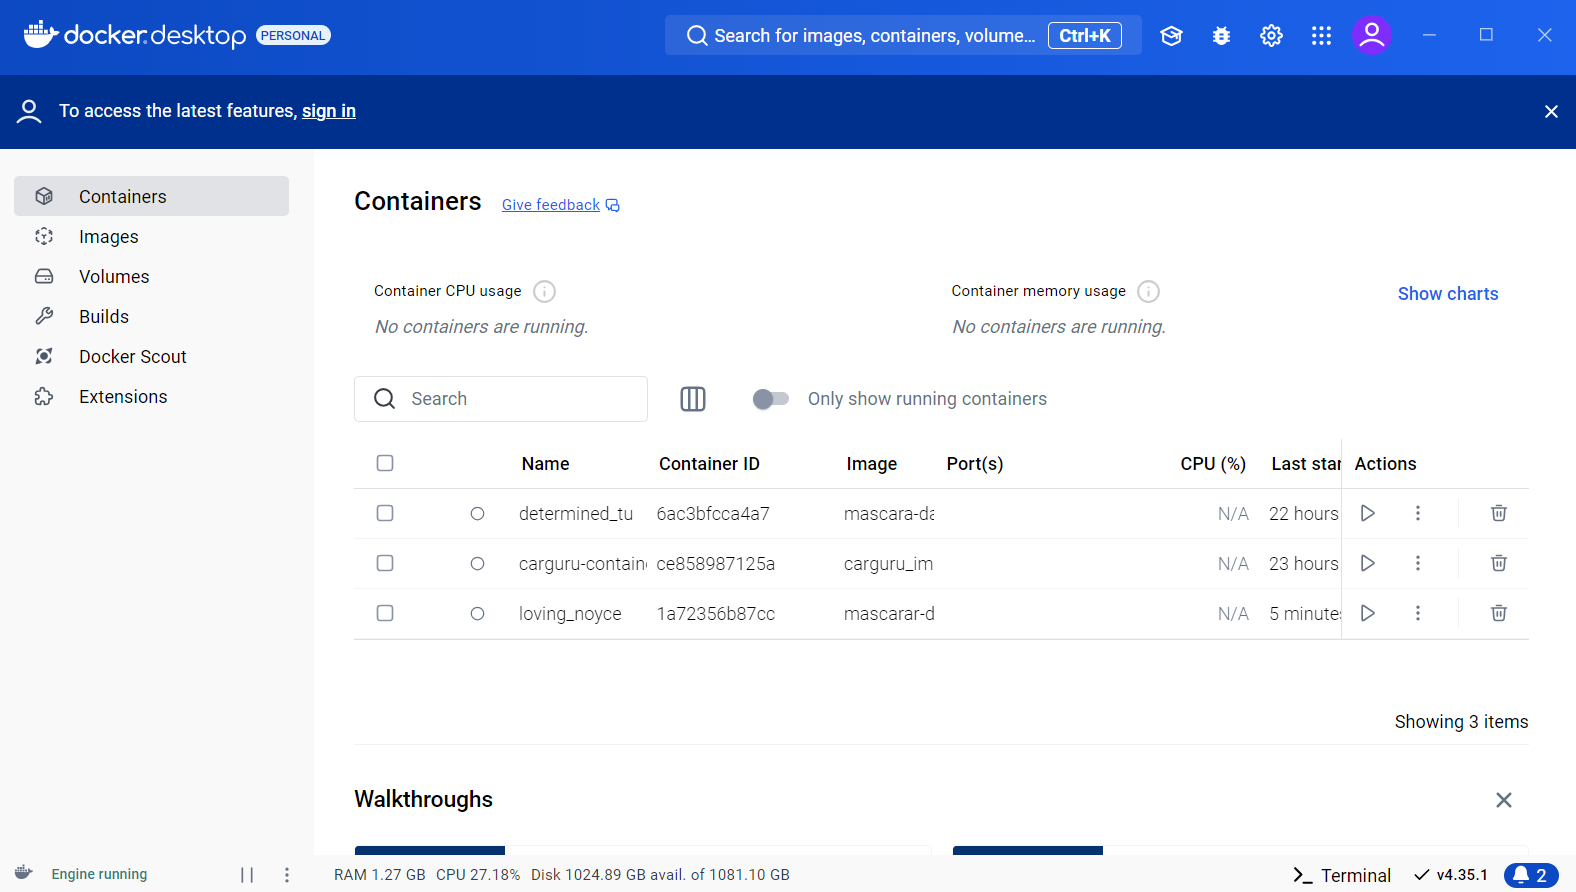 docker.desktop PERSONAL
Search for images, containers, volume... Ctrl+K
To access the latest features, sign in
Containers
Images
Volumes
Builds
Docker Scout
Extensions
Containers Give feedback
Container CPU usage
No containers are running.
Container memory usage
No containers are running.
Show charts
Search
Only show running containers
Name Container ID Image Port(s) CPU (%) Last star Actions
determined_tu 6ac3bfcca4a7 mascara-da N/A 22 hours
carguru-contain ce858987125a carguru_im N/A 23 hours
loving_noyce 1a72356b87cc mascarar-d N/A 5 minutes
Showing 3 items
Walkthroughs
Engine running RAM 1.27 GB CPU 27.18% Disk 1024.89 GB avail. of 1081.10 GB Terminal v4.35.1 2